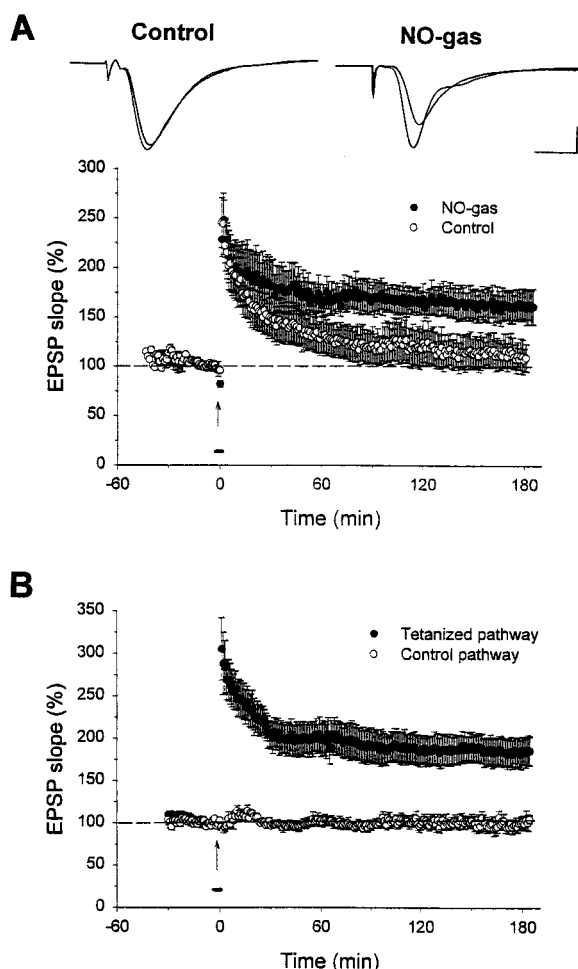 A
Control
NO-gas
300
250
200
150
100
50
0
EPSP slope (%)
NO-gas
Control
-60
0
60
120
180
Time (min)
B
350
300
250
200
150
100
50
0
EPSP slope (%)
Tetanized pathway
Control pathway
-60
0
60
120
180
Time (min)